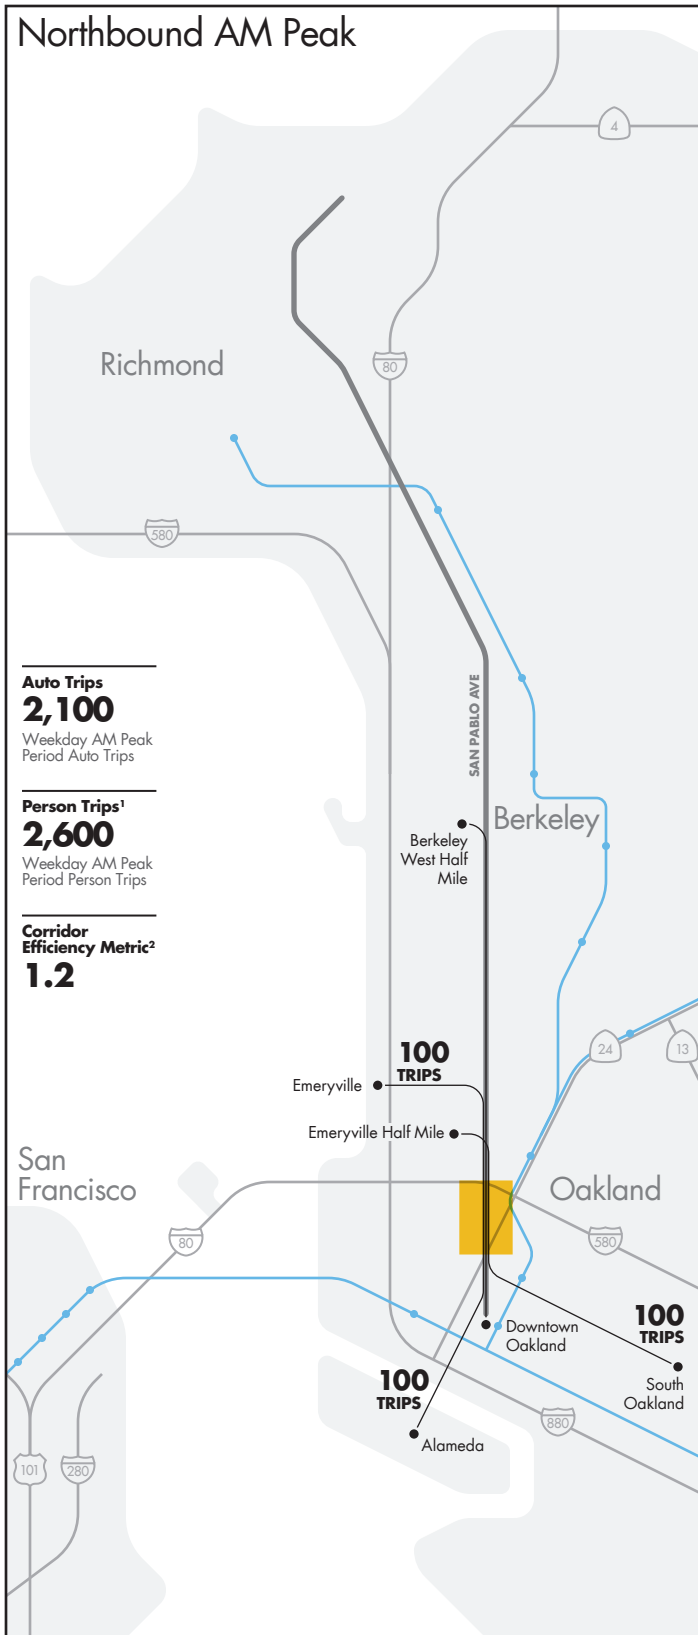 Northbound AM Peak
4
Richmond
80
580
Auto Trips
2,100
Weekday AM Peak
Period Auto Trips
SAN PABLO AVE
Person Trips¹
2,600
Weekday AM Peak
Period Person Trips
Berkeley
Berkeley
West Half
Mile
Corridor
Efficiency Metric²
1.2
100
TRIPS
24
13
Emeryville
Emeryville Half Mile
San
Francisco
Oakland
80
580
Downtown
Oakland
100
TRIPS
South
Oakland
100
TRIPS
880
Alameda
101
280